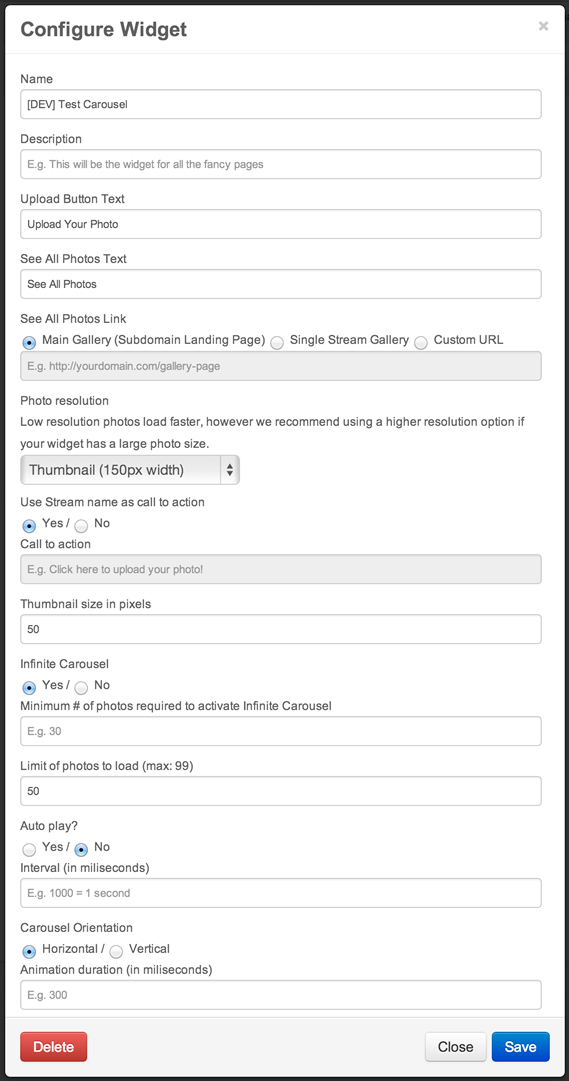 Configure Widget
×
Name
[DEV] Test Carousel
Description
E.g. This will be the widget for all the fancy pages
Upload Button Text
Upload Your Photo
See All Photos Text
See All Photos
See All Photos Link
Main Gallery (Subdomain Landing Page) Single Stream Gallery Custom URL
E.g. http://yourdomain.com/gallery-page
Photo resolution
Low resolution photos load faster, however we recommend using a higher resolution option if
your widget has a large photo size.
Thumbnail (150px width)
Use Stream name as call to action
Yes / No
Call to action
E.g. Click here to upload your photo!
Thumbnail size in pixels
50
Infinite Carousel
Yes / No
Minimum # of photos required to activate Infinite Carousel
E.g. 30
Limit of photos to load (max: 99)
50
Auto play?
Yes / No
Interval (in miliseconds)
E.g. 1000 = 1 second
Carousel Orientation
Horizontal / Vertical
Animation duration (in miliseconds)
E.g. 300
Delete Close Save